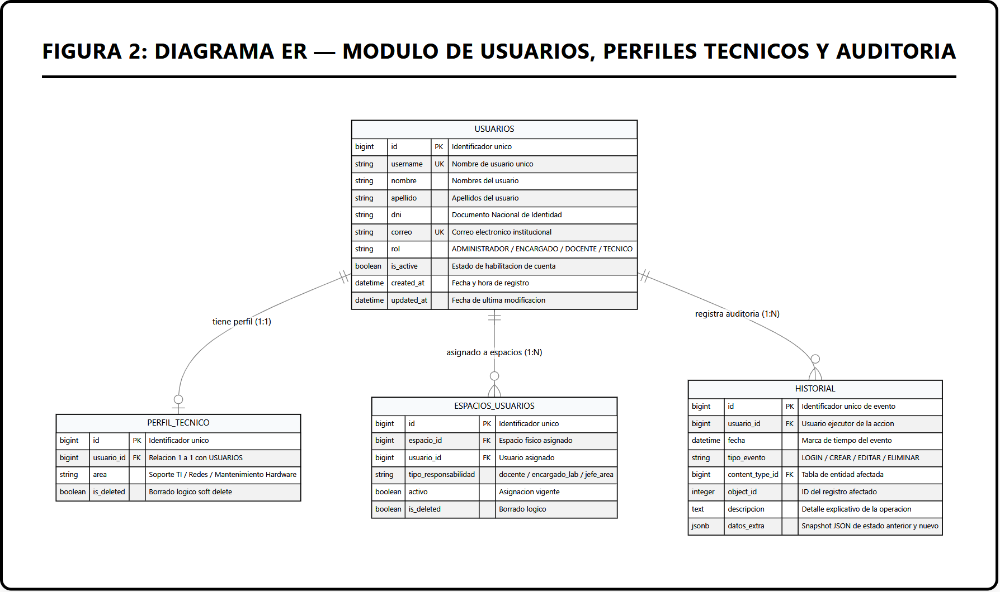 FIGURA 2: DIAGRAMA ER — MODULO DE USUARIOS, PERFILES TECNICOS Y AUDITORIA
USUARIOS
bigint id PK Identificador unico
string username UK Nombre de usuario unico
string nombre Nombres del usuario
string apellido Apellidos del usuario
string dni Documento Nacional de Identidad
string correo UK Correo electronico institucional
string rol ADMINISTRADOR / ENCARGADO / DOCENTE / TECNICO
boolean is_active Estado de habilitacion de cuenta
datetime created_at Fecha y hora de registro
datetime updated_at Fecha de ultima modificacion
tiene perfil (1:1)
asignado a espacios (1:N)
registra auditoria (1:N)
PERFIL_TECNICO
bigint id PK Identificador unico
bigint usuario_id FK Relacion 1 a 1 con USUARIOS
string area Soporte TI / Redes / Mantenimiento Hardware
boolean is_deleted Borrado logico soft delete
ESPACIOS_USUARIOS
bigint id PK Identificador unico
bigint espacio_id FK Espacio fisico asignado
bigint usuario_id FK Usuario asignado
string tipo_responsabilidad docente / encargado_lab / jefe_area
boolean activo Asignacion vigente
boolean is_deleted Borrado logico
HISTORIAL
bigint id PK Identificador unico de evento
bigint usuario_id FK Usuario ejecutor de la accion
datetime fecha Marca de tiempo del evento
string tipo_evento LOGIN / CREAR / EDITAR / ELIMINAR
bigint content_type_id FK Tabla de entidad afectada
integer object_id ID del registro afectado
text descripcion Detalle explicativo de la operacion
jsonb datos_extra Snapshot JSON de estado anterior y nuevo